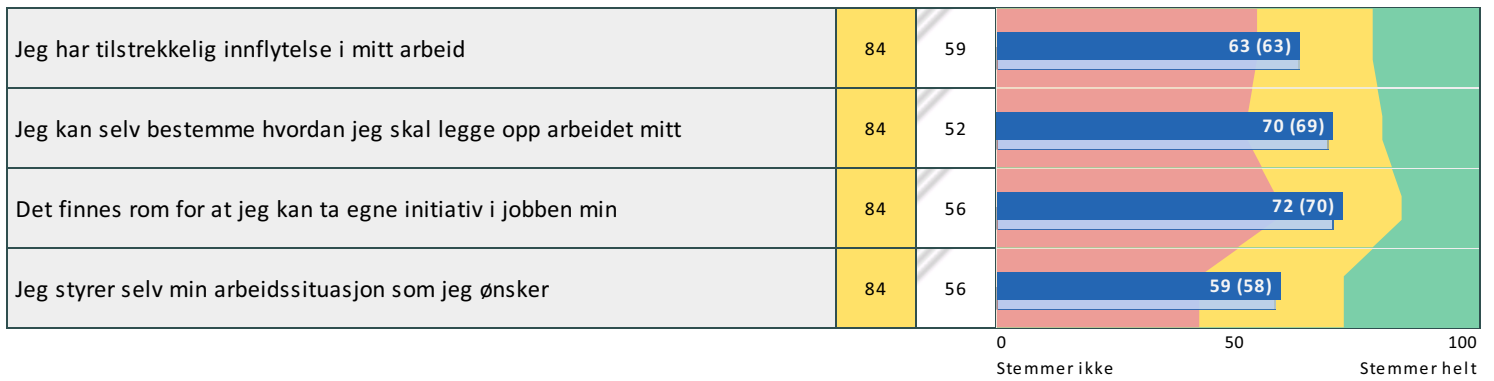 Jeg har tilstrekkelig innflytelse i mitt arbeid 84 59 63 (63)
Jeg kan selv bestemme hvordan jeg skal legge opp arbeidet mitt 84 52 70 (69)
Det finnes rom for at jeg kan ta egne initiativ i jobben min 84 56 72 (70)
Jeg styrer selv min arbeidssituasjon som jeg ønsker 84 56 59 (58)
0 50 100
Stemmer ikke Stemmer helt